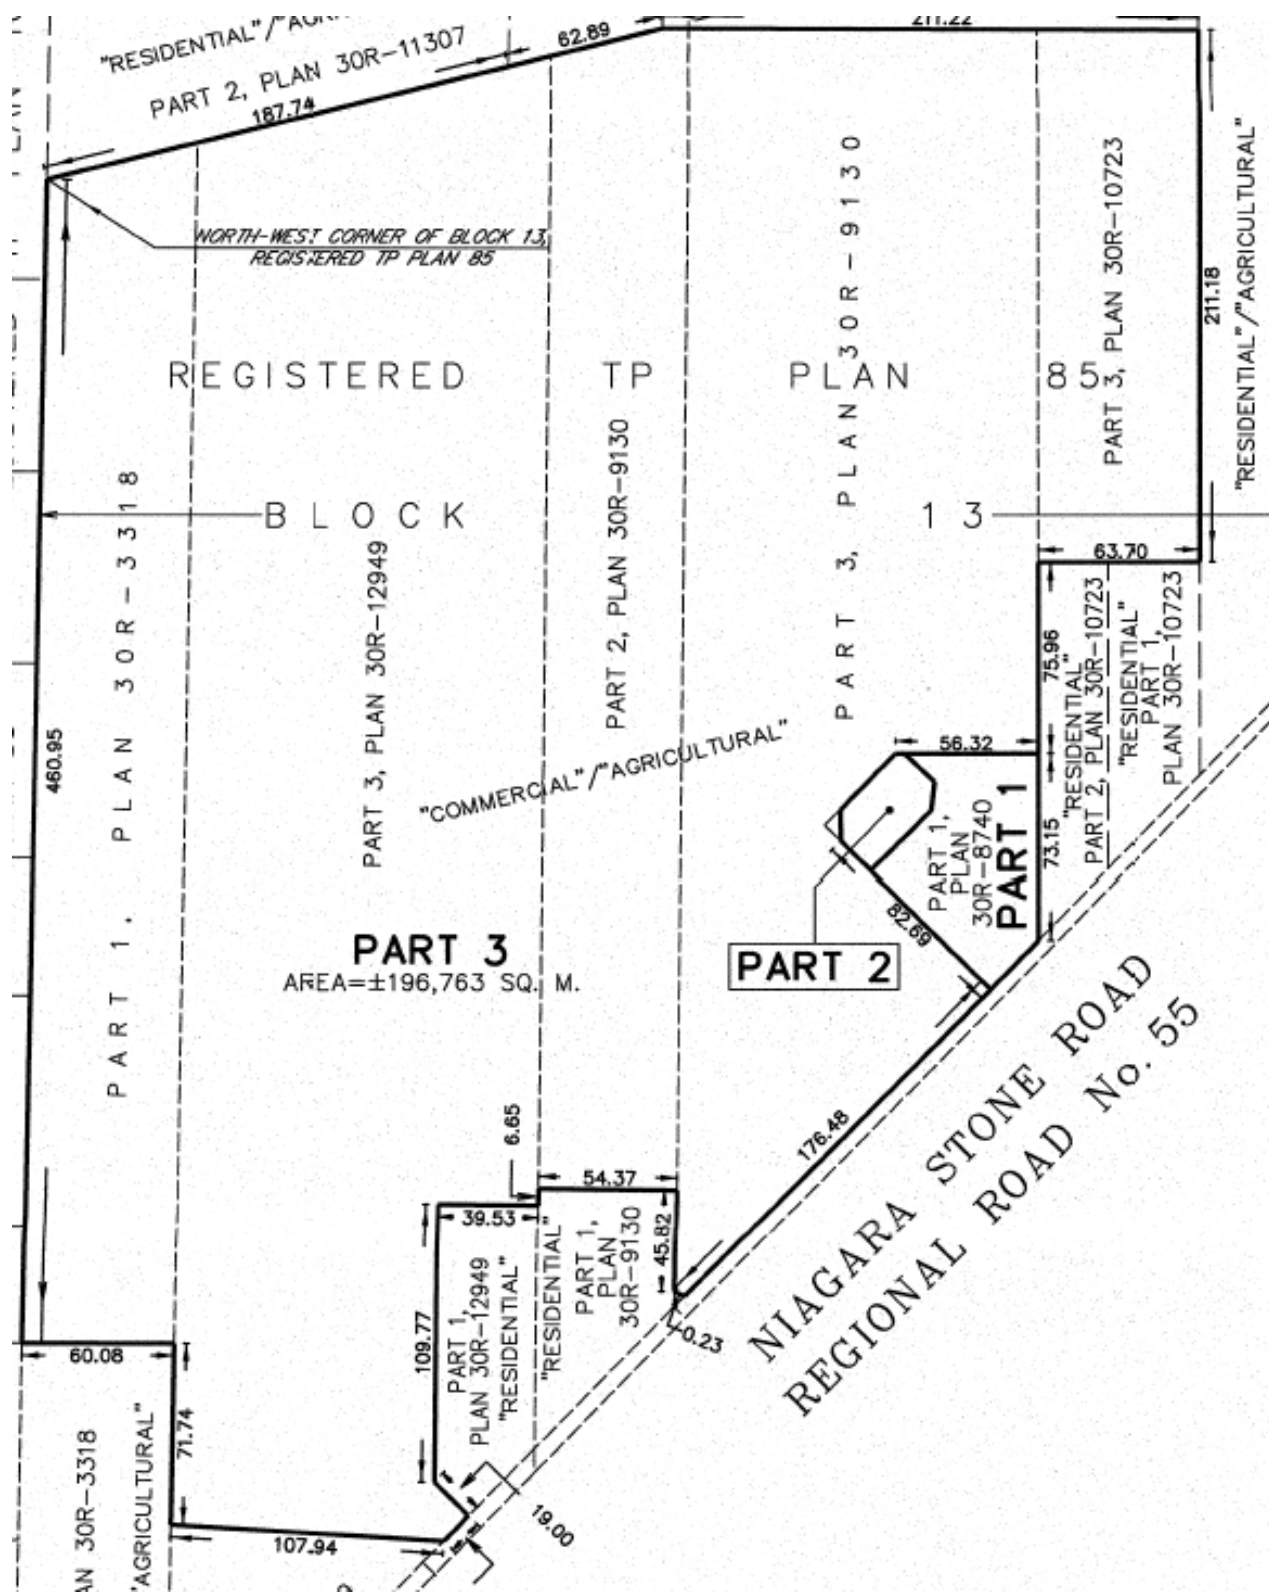 "RESIDENTIAL"/
PART 2, PLAN 30R-11307
187.74
62.89
211.22
NORTH-WEST CORNER OF BLOCK 13,
REGISTERED TP PLAN 85
REGISTERED TP PLAN 85
BLOCK 13
PART 1, PLAN 30R-3318
PART 3, PLAN 30R-12949
PART 2, PLAN 30R-9130
PART 3, PLAN 30R-9130
PART 3, PLAN 30R-10723
211.18
"RESIDENTIAL"/"AGRICULTURAL"
63.70
75.96
"RESIDENTIAL"
PART 2, PLAN 30R-10723
"RESIDENTIAL"
PART 1,
PLAN 30R-10723
460.95
"COMMERCIAL"/"AGRICULTURAL"
56.32
73.15
PART 1,
PLAN
30R-8740
PART 1
82.69
PART 2
PART 3
AREA=±196,763 SQ. M.
176.48
NIAGARA STONE ROAD
REGIONAL ROAD No. 55
6.65
54.37
39.53
45.82
0.23
"RESIDENTIAL"
PART 1,
PLAN
30R-9130
109.77
PART 1,
PLAN 30R-12949
"RESIDENTIAL"
60.08
71.74
107.94
19.00
30R-3318
"AGRICULTURAL"